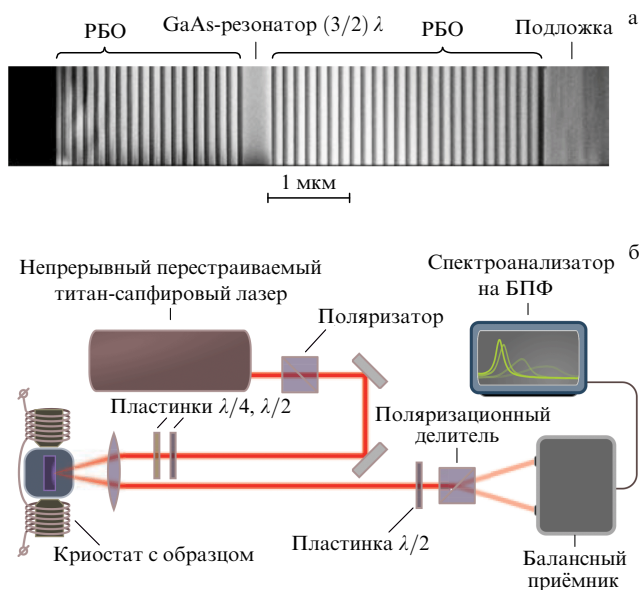 РБО
GaAs-резонатор (3/2) λ
РБО
Подложка
а
1 мкм
б
Непрерывный перестраиваемый
титан-сапфировый лазер
Спектроанализатор
на БПФ
Поляризатор
Пластинки λ/4, λ/2
Поляризационный
делитель
Криостат с образцом
Пластинка λ/2
Балансный
приёмник